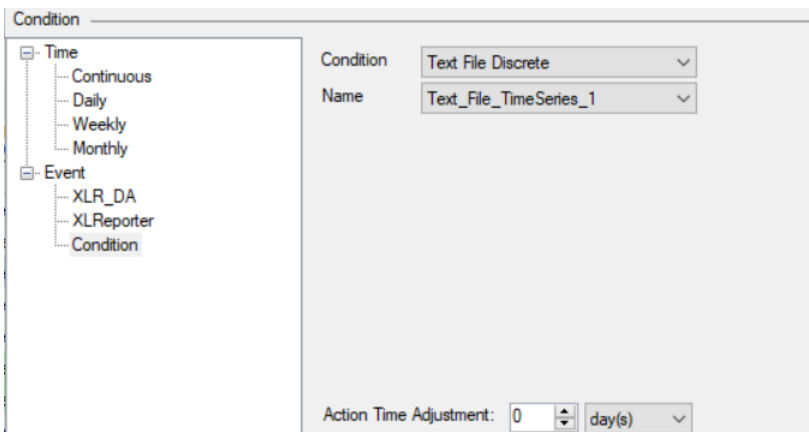 Condition
Time
Continuous
Daily
Weekly
Monthly
Event
XLR_DA
XLReporter
Condition
Condition Text File Discrete
Name Text_File_TimeSeries_1
Action Time Adjustment: 0 day(s)